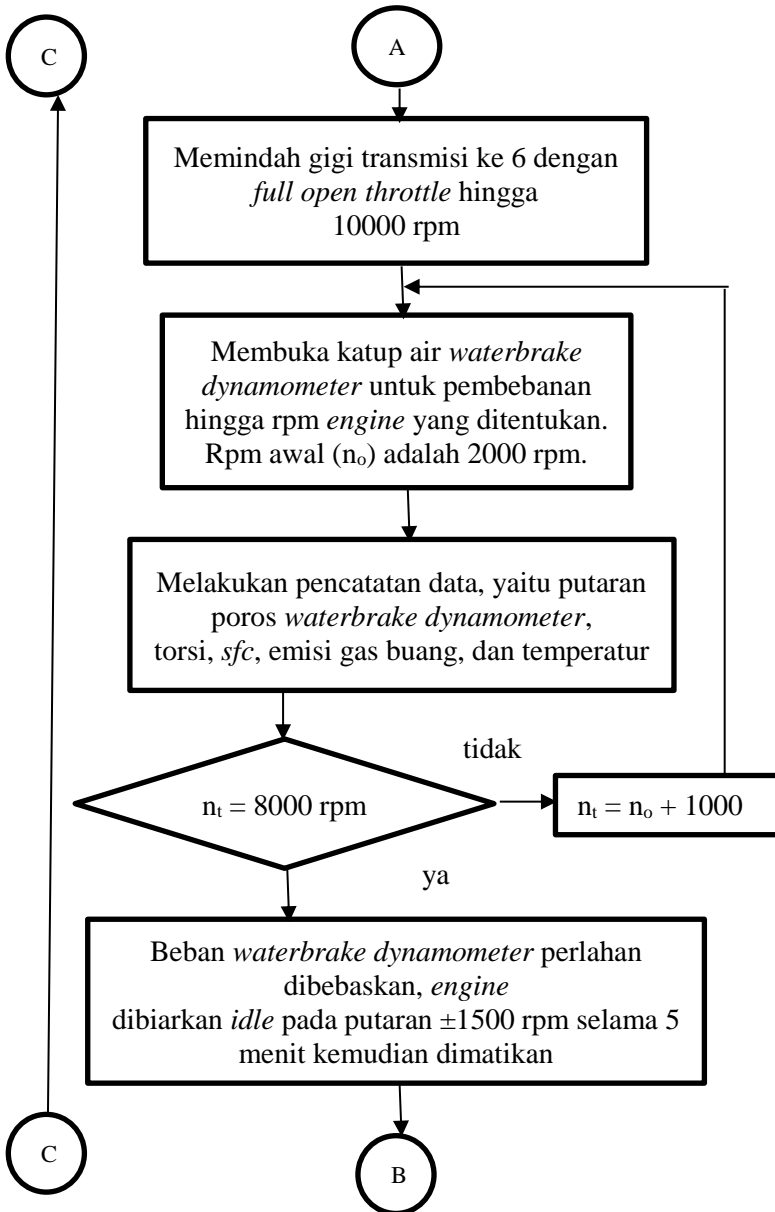 C
A
Memindah gigi transmisi ke 6 dengan
full open throttle hingga
10000 rpm
Membuka katup air waterbrake
dynamometer untuk pembebanan
hingga rpm engine yang ditentukan.
Rpm awal (nₒ) adalah 2000 rpm.
Melakukan pencatatan data, yaitu putaran
poros waterbrake dynamometer,
torsi, sfc, emisi gas buang, dan temperatur
tidak
nₜ = 8000 rpm
nₜ = nₒ + 1000
ya
Beban waterbrake dynamometer perlahan
dibebaskan, engine
dibiarkan idle pada putaran ±1500 rpm selama 5
menit kemudian dimatikan
C
B